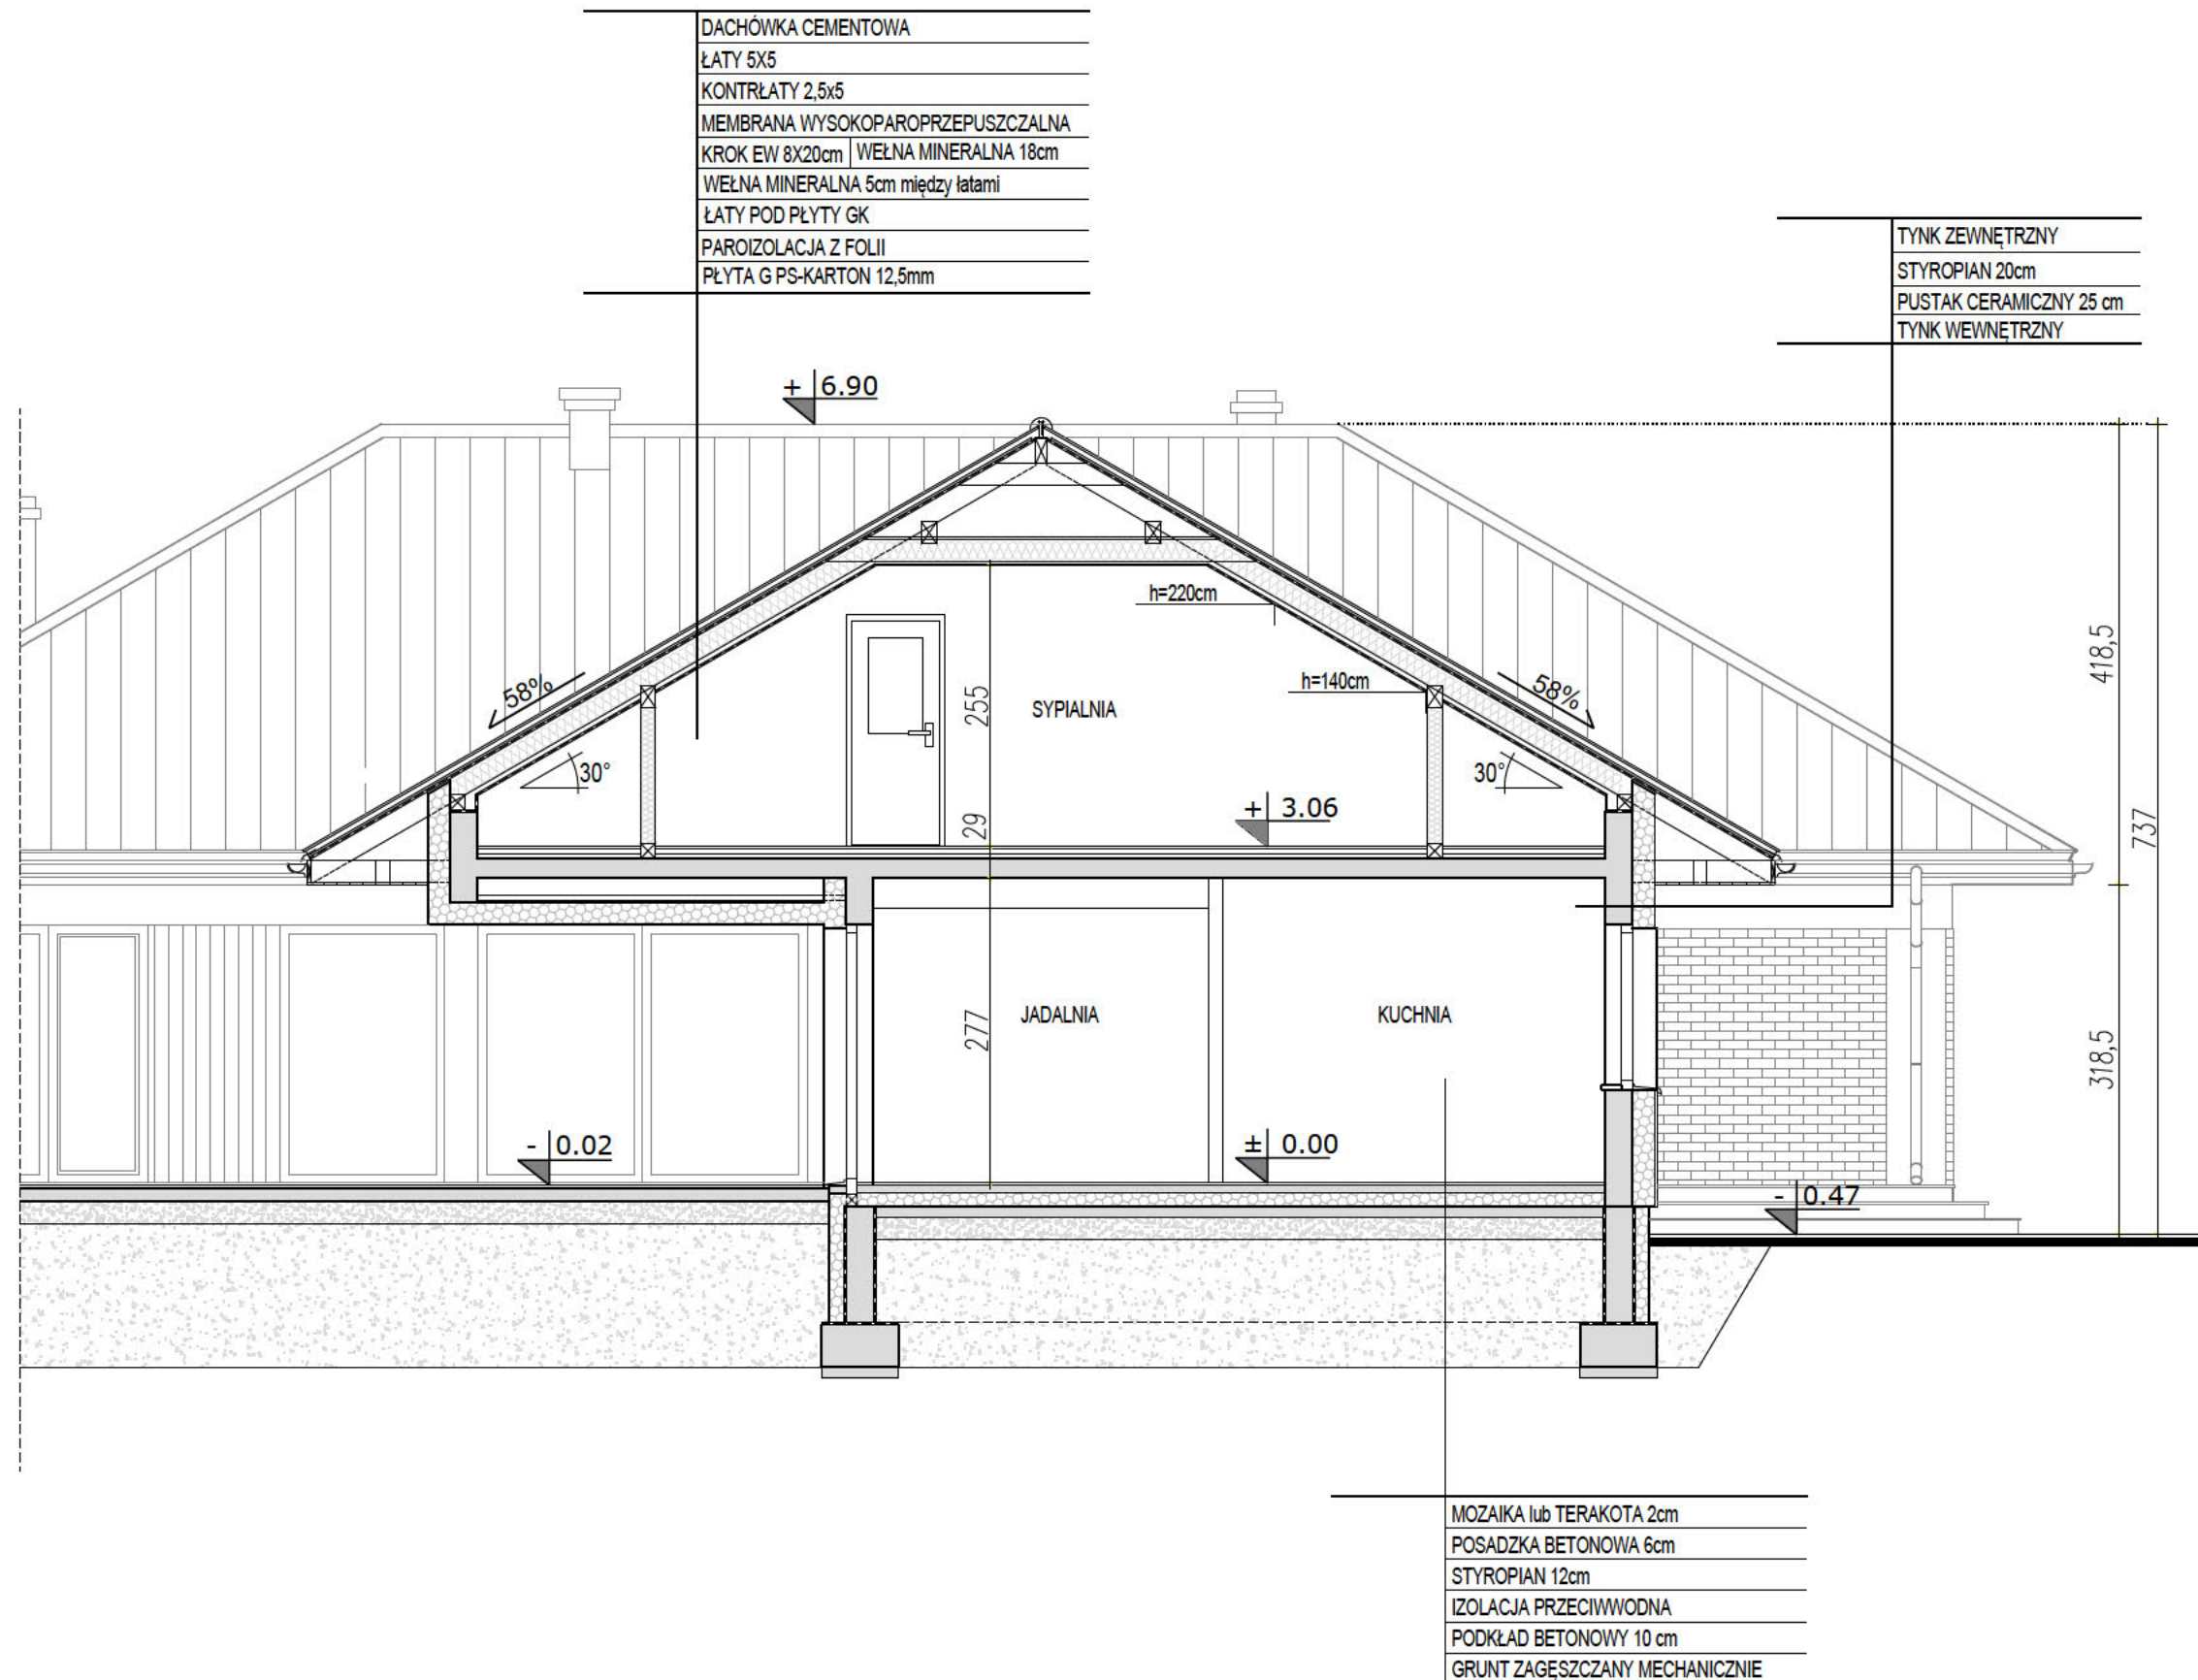 DACHÓWKA CEMENTOWA
ŁATY 5X5
KONTRŁATY 2,5x5
MEMBRANA WYSOKOPAROPRZEPUSZCZALNA
KROK EW 8X20cm WEŁNA MINERALNA 18cm
WEŁNA MINERALNA 5cm między łatami
ŁATY POD PŁYTY GK
PAROIZOLACJA Z FOLII
PŁYTA G PS-KARTON 12,5mm
TYNK ZEWNĘTRZNY
STYROPIAN 20cm
PUSTAK CERAMICZNY 25 cm
TYNK WEWNĘTRZNY
+ 6.90
h=220cm
418,5
58%
255
SYPIALNIA
h=140cm
58%
30°
30°
29
+ 3.06
737
277
JADALNIA
KUCHNIA
318,5
- 0.02
± 0.00
- 0.47
MOZAIKA lub TERAKOTA 2cm
POSADZKA BETONOWA 6cm
STYROPIAN 12cm
IZOLACJA PRZECIWWODNA
PODKŁAD BETONOWY 10 cm
GRUNT ZAGĘSZCZANY MECHANICZNIE